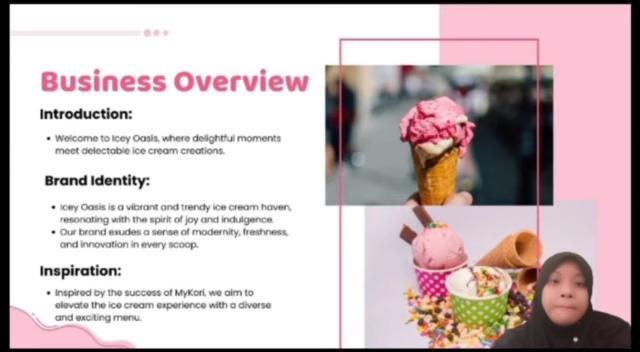 Business Overview
Introduction:
• Welcome to Icey Oasis, where delightful moments
meet delectable ice cream creations.
Brand Identity:
• Icey Oasis is a vibrant and trendy ice cream haven,
resonating with the spirit of joy and indulgence.
• Our brand exudes a sense of modernity, freshness,
and innovation in every scoop.
Inspiration:
• Inspired by the success of MyKori, we aim to
elevate the ice cream experience with a diverse
and exciting menu.